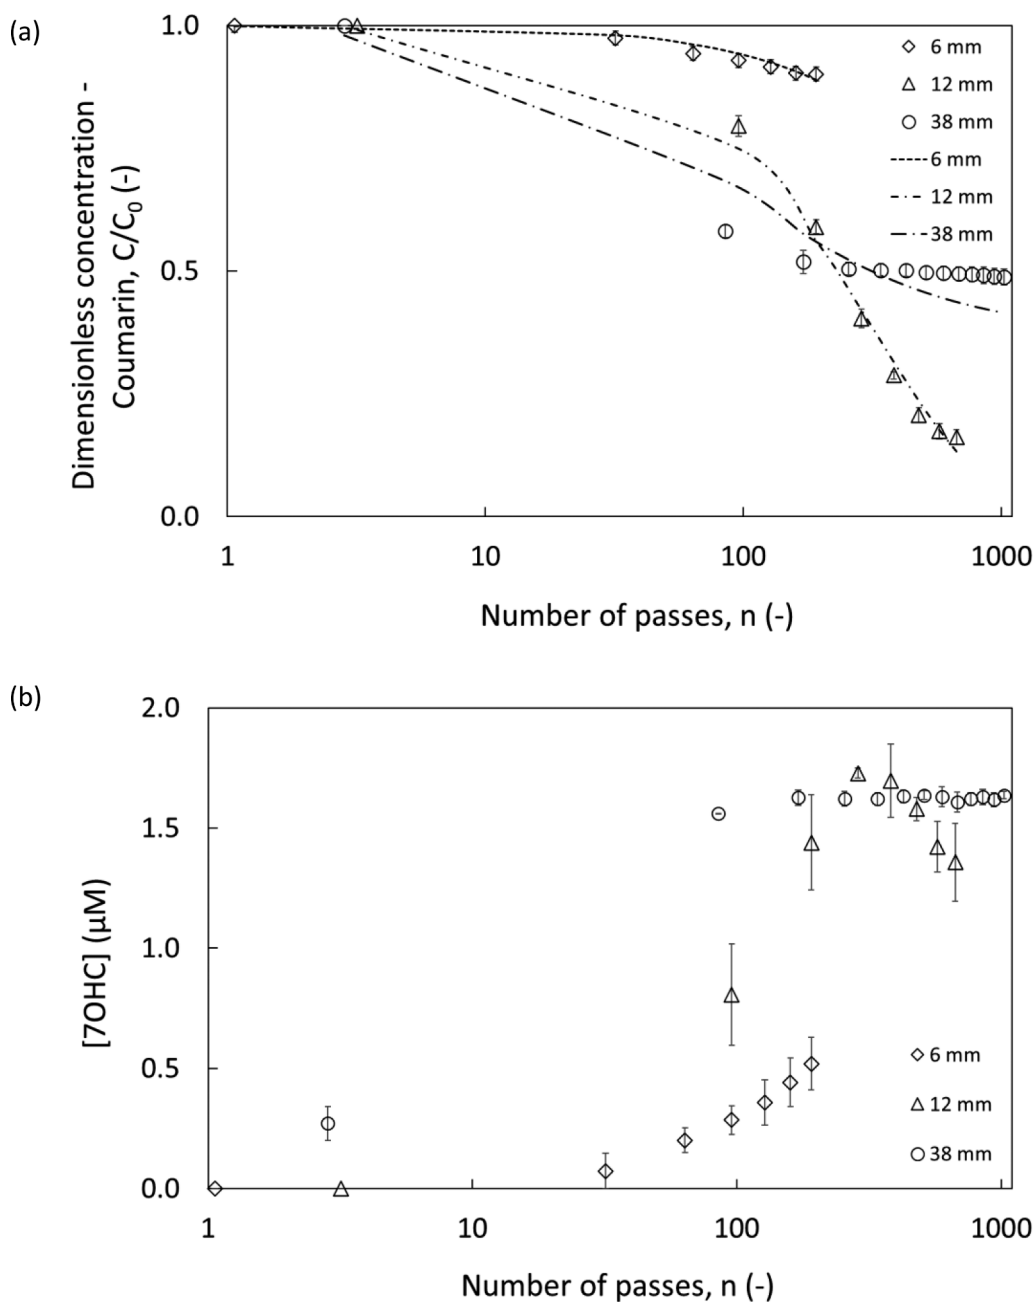 (a)
Dimensionless concentration -
Coumarin, C/C₀ (-)
1.0
0.5
0.0
1
10
100
1000
Number of passes, n (-)
6 mm
12 mm
38 mm
6 mm
12 mm
38 mm
(b)
[7OHC] (µM)
2.0
1.5
1.0
0.5
0.0
1
10
100
1000
Number of passes, n (-)
6 mm
12 mm
38 mm